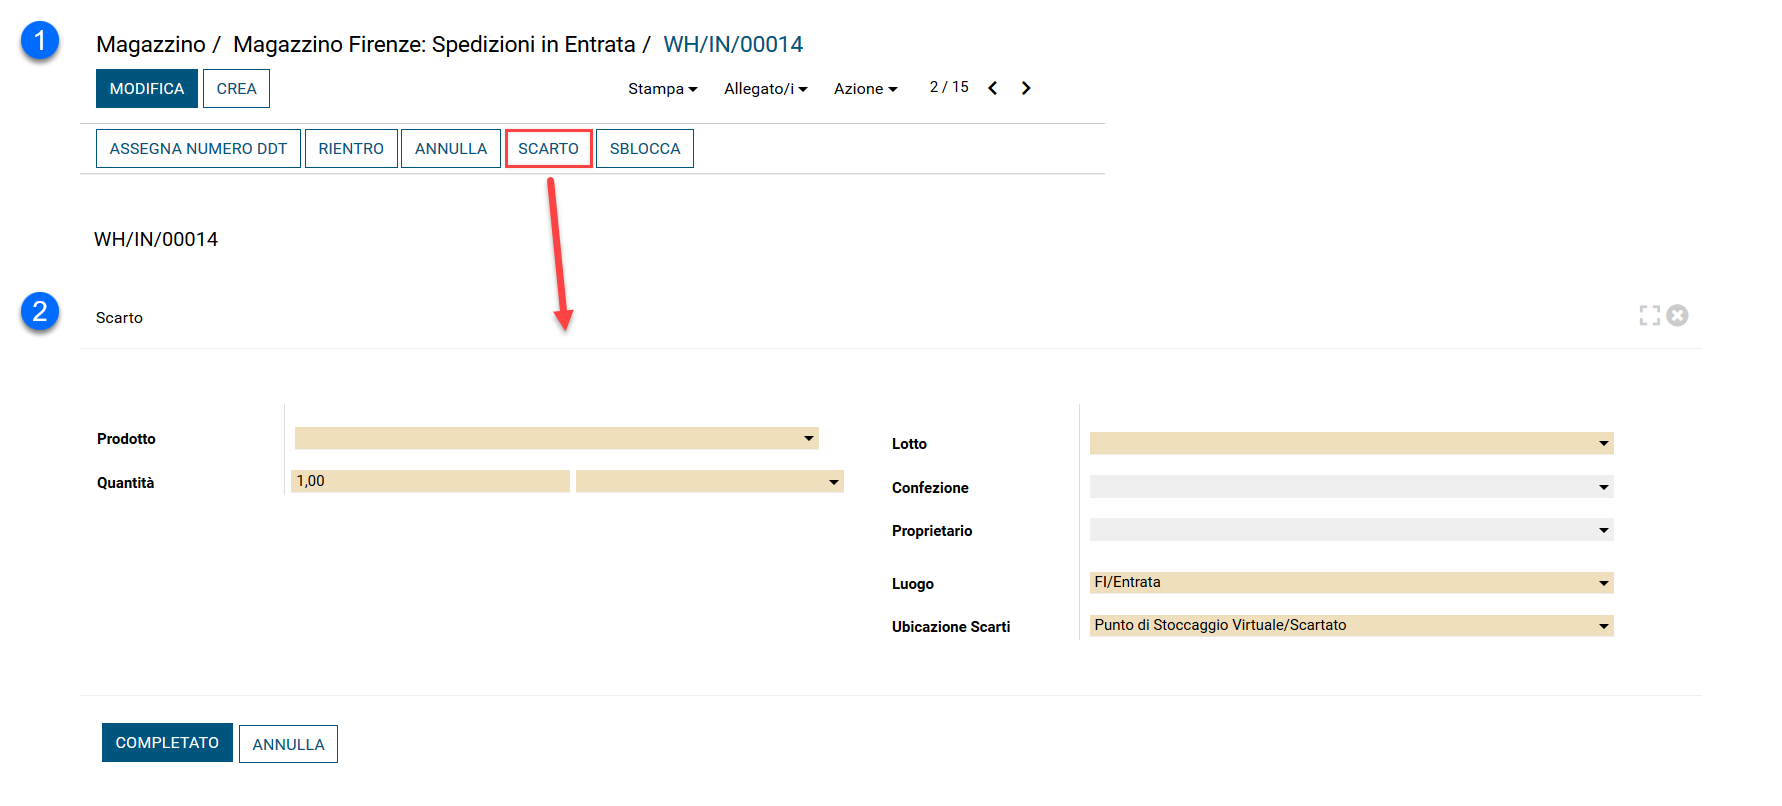 1
Magazzino / Magazzino Firenze: Spedizioni in Entrata / WH/IN/00014
MODIFICA CREA Stampa Allegato/i Azione 2 / 15
ASSEGNA NUMERO DDT RIENTRO ANNULLA SCARTO SBLOCCA
WH/IN/00014
2
Scarto
Prodotto
Quantità 1,00
Lotto
Confezione
Proprietario
Luogo FI/Entrata
Ubicazione Scarti Punto di Stoccaggio Virtuale/Scartato
COMPLETATO ANNULLA